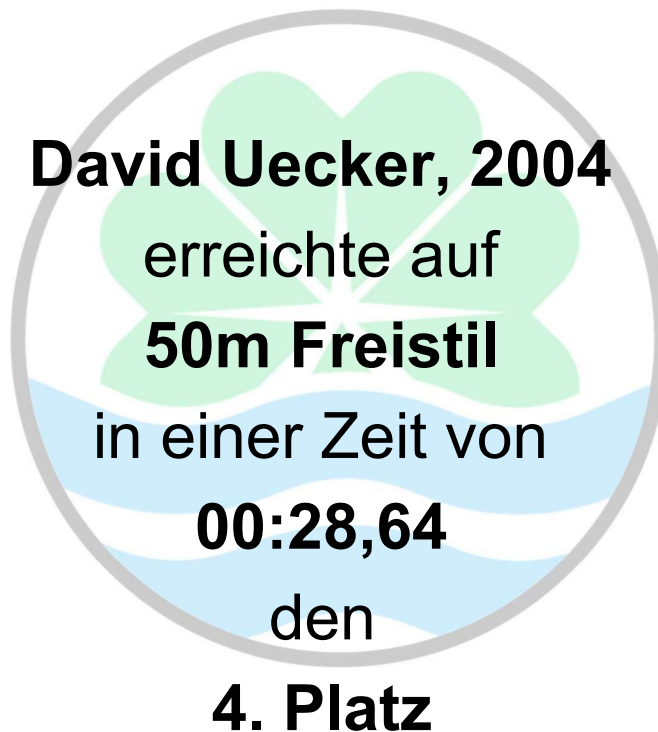 David Uecker, 2004
erreichte auf
50m Freistil
in einer Zeit von
00:28,64
den
4. Platz